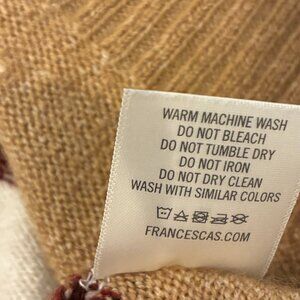 WARM MACHINE WASH
DO NOT BLEACH
DO NOT TUMBLE DRY
DO NOT IRON
DO NOT DRY CLEAN
WASH WITH SIMILAR COLORS
FRANCESCAS.COM